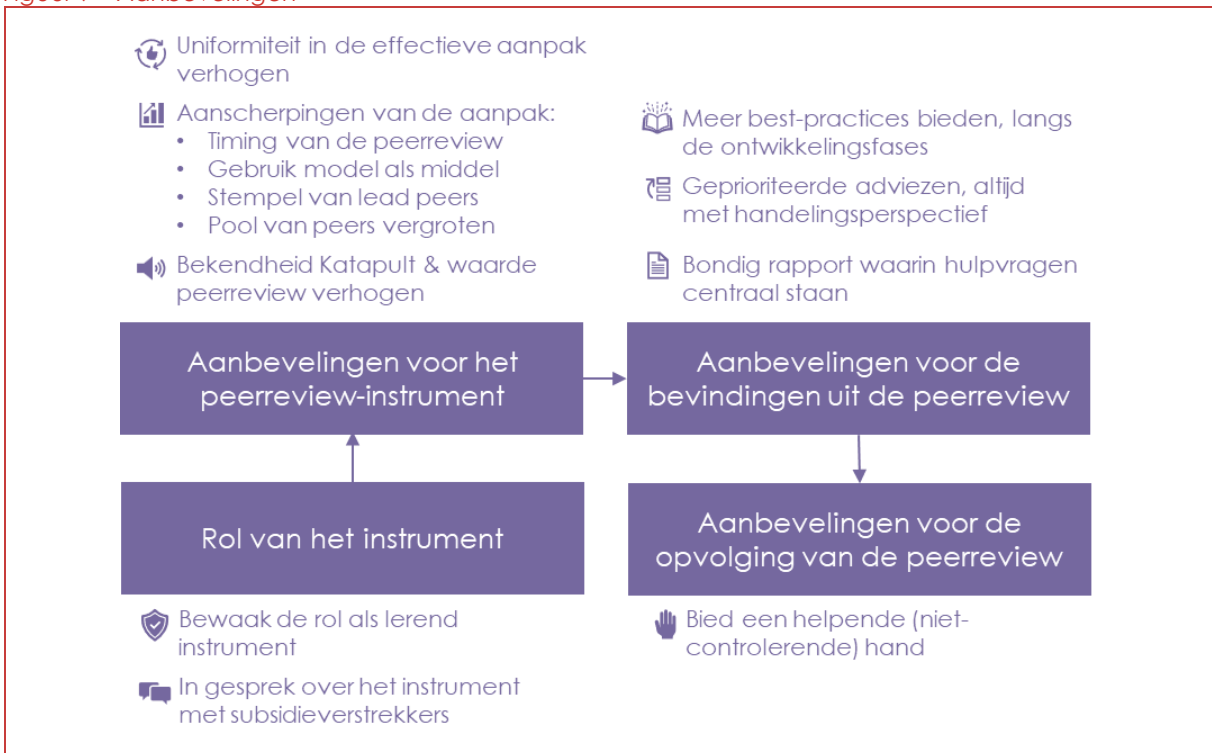 Uniformiteit in de effectieve aanpak
verhogen
Aanscherpingen van de aanpak:
• Timing van de peerreview
• Gebruik model als middel
• Stempel van lead peers
• Pool van peers vergroten
Bekendheid Katapult & waarde
peerreview verhogen
Meer best-practices bieden, langs
de ontwikkelingsfases
Geprioriteerde adviezen, altijd
met handelingsperspectief
Bondig rapport waarin hulpvragen
centraal staan
Aanbevelingen voor het
peerreview-instrument
Aanbevelingen voor de
bevindingen uit de peerreview
Rol van het instrument
Aanbevelingen voor de
opvolging van de peerreview
Bewaak de rol als lerend
instrument
In gesprek over het instrument
met subsidieverstrekkers
Bied een helpende (niet-
controlerende) hand